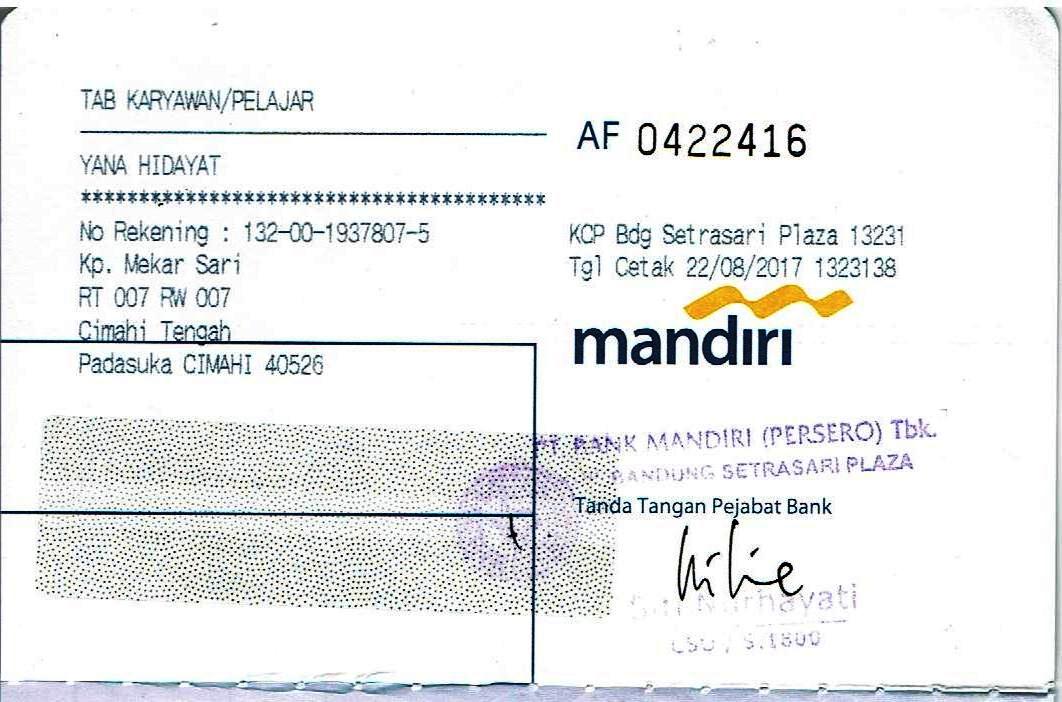 TAB KARYAWAN/PELAJAR
AF 0422416
YANA HIDAYAT
****************************************
No Rekening : 132-00-1937807-5
Kp. Mekar Sari
RT 007 RW 007
Cimahi Tengah
Padasuka CIMAHI 40526
KCP Bdg Setrasari Plaza 13231
Tgl Cetak 22/08/2017 1323138
mandiri
PT. BANK MANDIRI (PERSERO) Tbk.
BANDUNG SETRASARI PLAZA
Tanda Tangan Pejabat Bank
Siti Nurhayati
CSO / S.1800